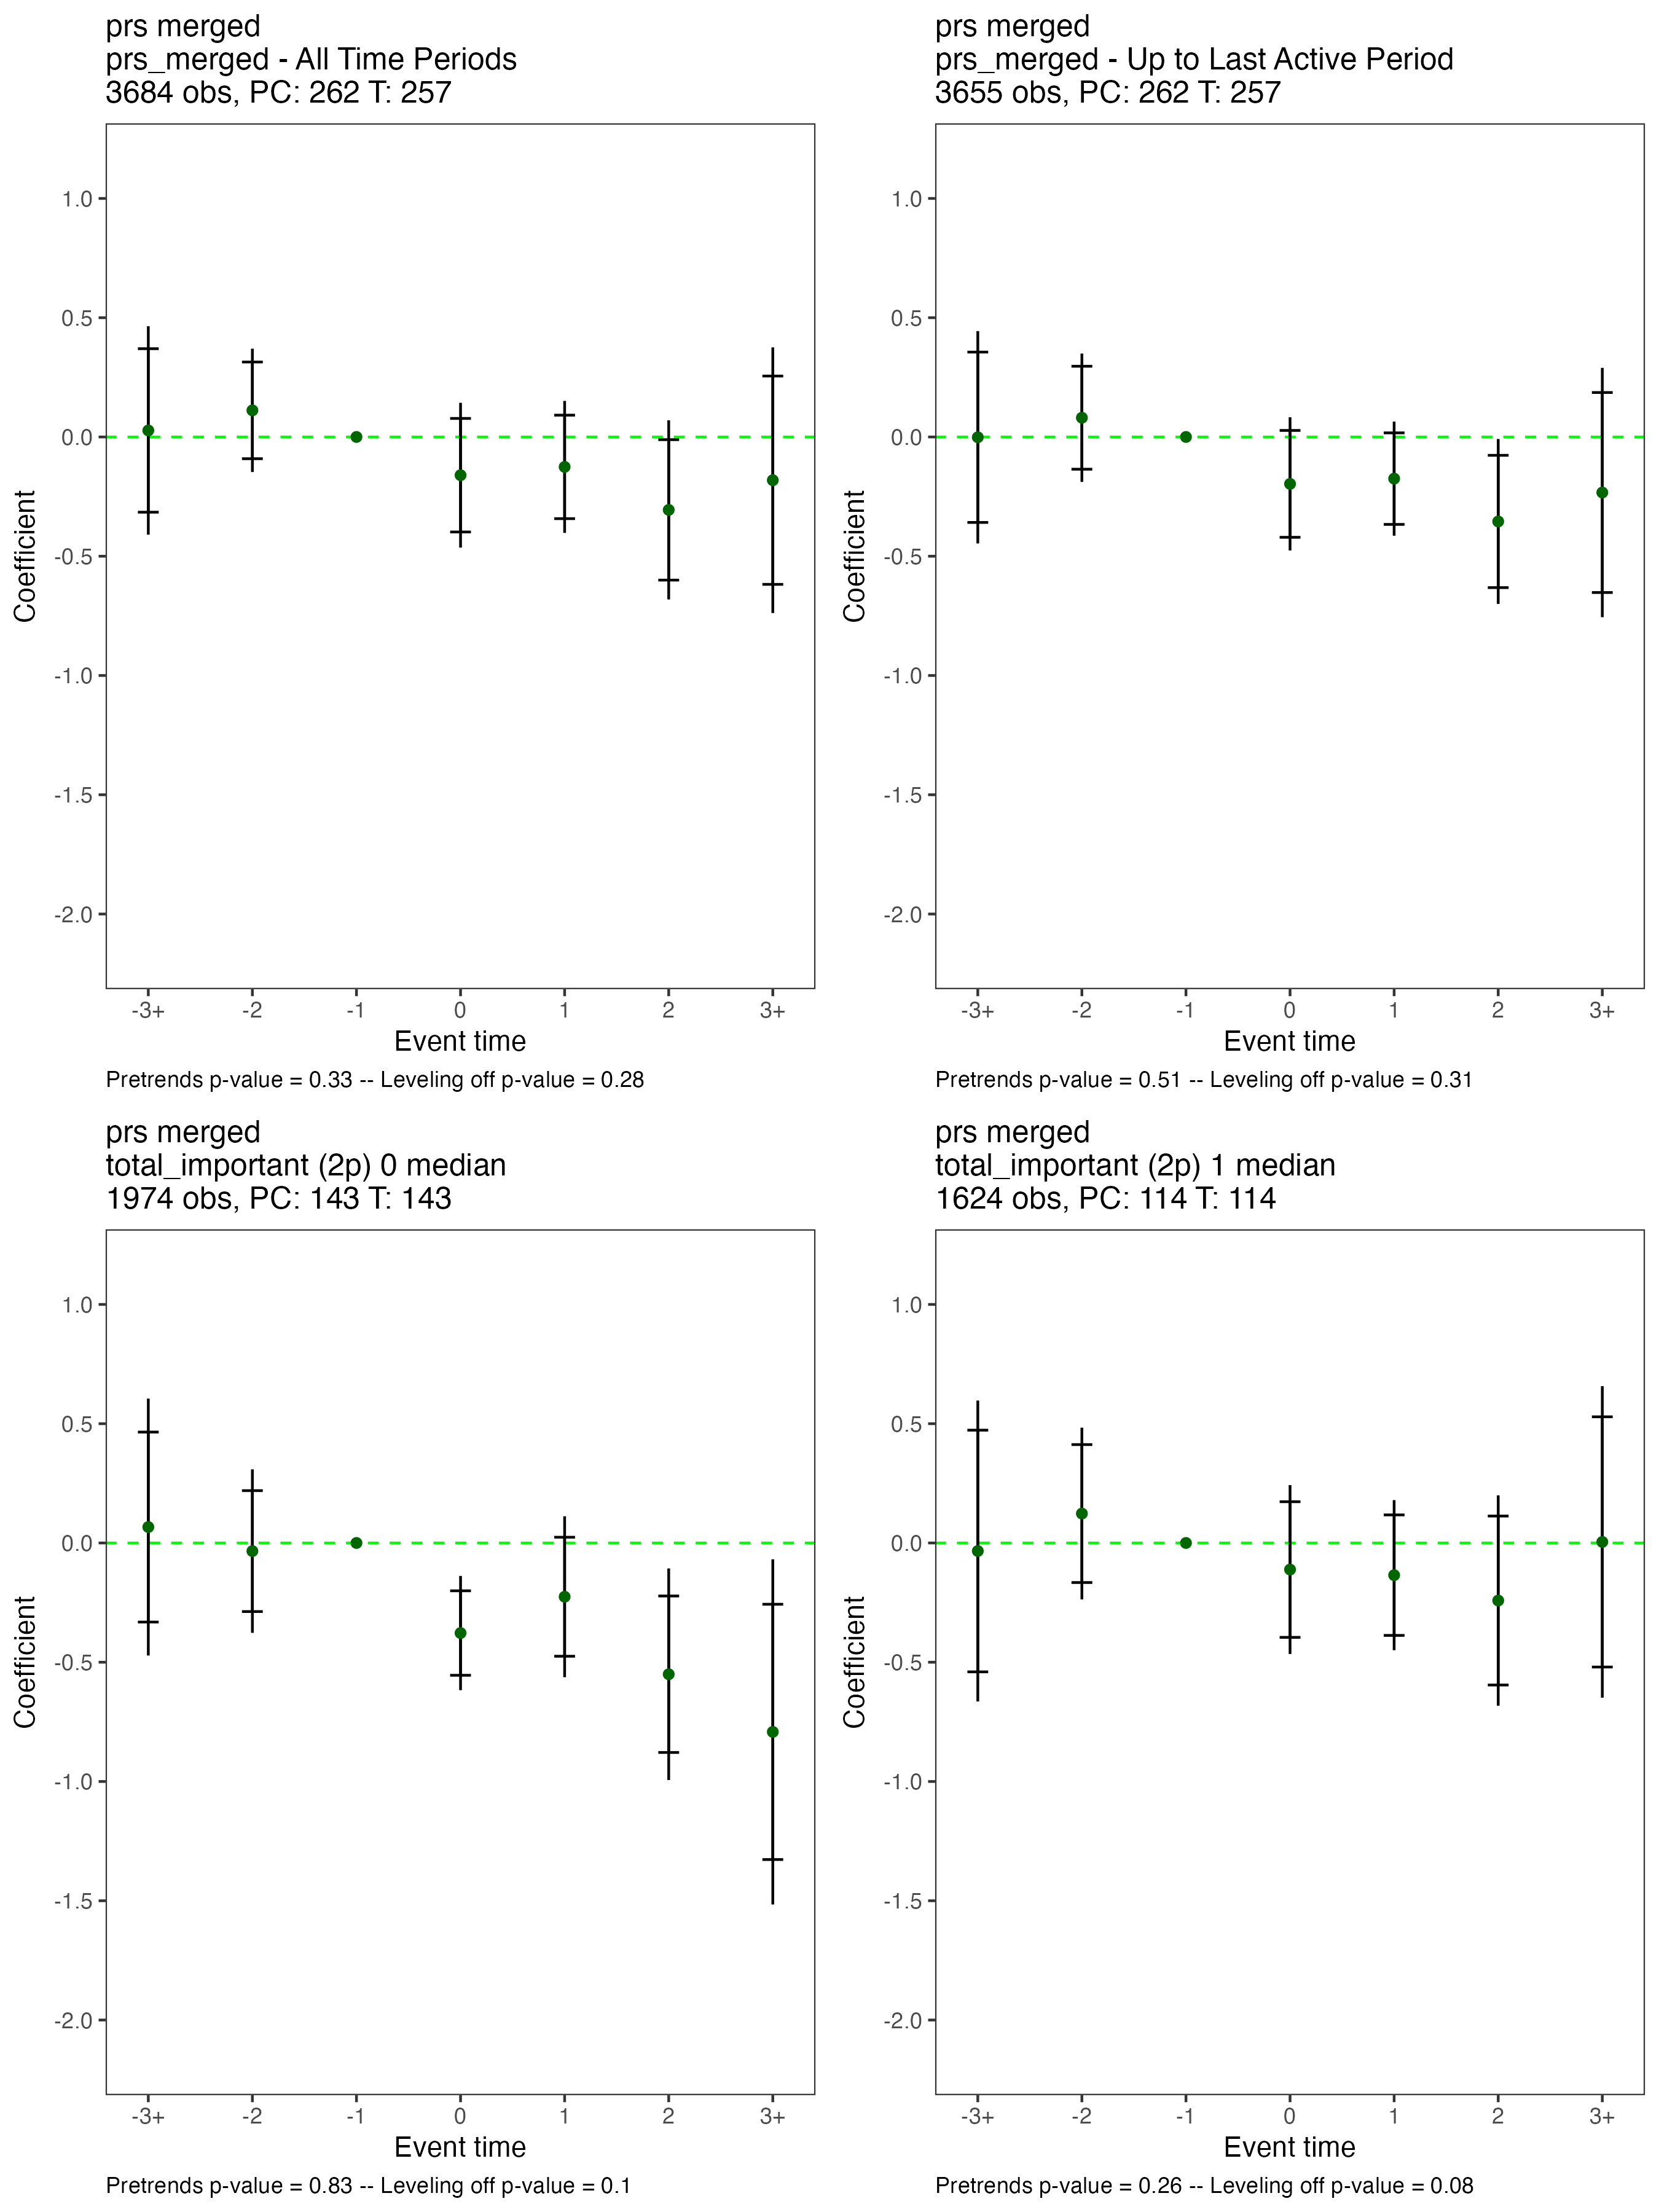 prs merged
prs_merged - All Time Periods
3684 obs, PC: 262 T: 257
1.0
0.5
0.0
-0.5
-1.0
-1.5
-2.0
Coefficient
-3+ -2 -1 0 1 2 3+
Event time
Pretrends p-value = 0.33 -- Leveling off p-value = 0.28
prs merged
prs_merged - Up to Last Active Period
3655 obs, PC: 262 T: 257
1.0
0.5
0.0
-0.5
-1.0
-1.5
-2.0
Coefficient
-3+ -2 -1 0 1 2 3+
Event time
Pretrends p-value = 0.51 -- Leveling off p-value = 0.31
prs merged
total_important (2p) 0 median
1974 obs, PC: 143 T: 143
1.0
0.5
0.0
-0.5
-1.0
-1.5
-2.0
Coefficient
-3+ -2 -1 0 1 2 3+
Event time
Pretrends p-value = 0.83 -- Leveling off p-value = 0.1
prs merged
total_important (2p) 1 median
1624 obs, PC: 114 T: 114
1.0
0.5
0.0
-0.5
-1.0
-1.5
-2.0
Coefficient
-3+ -2 -1 0 1 2 3+
Event time
Pretrends p-value = 0.26 -- Leveling off p-value = 0.08